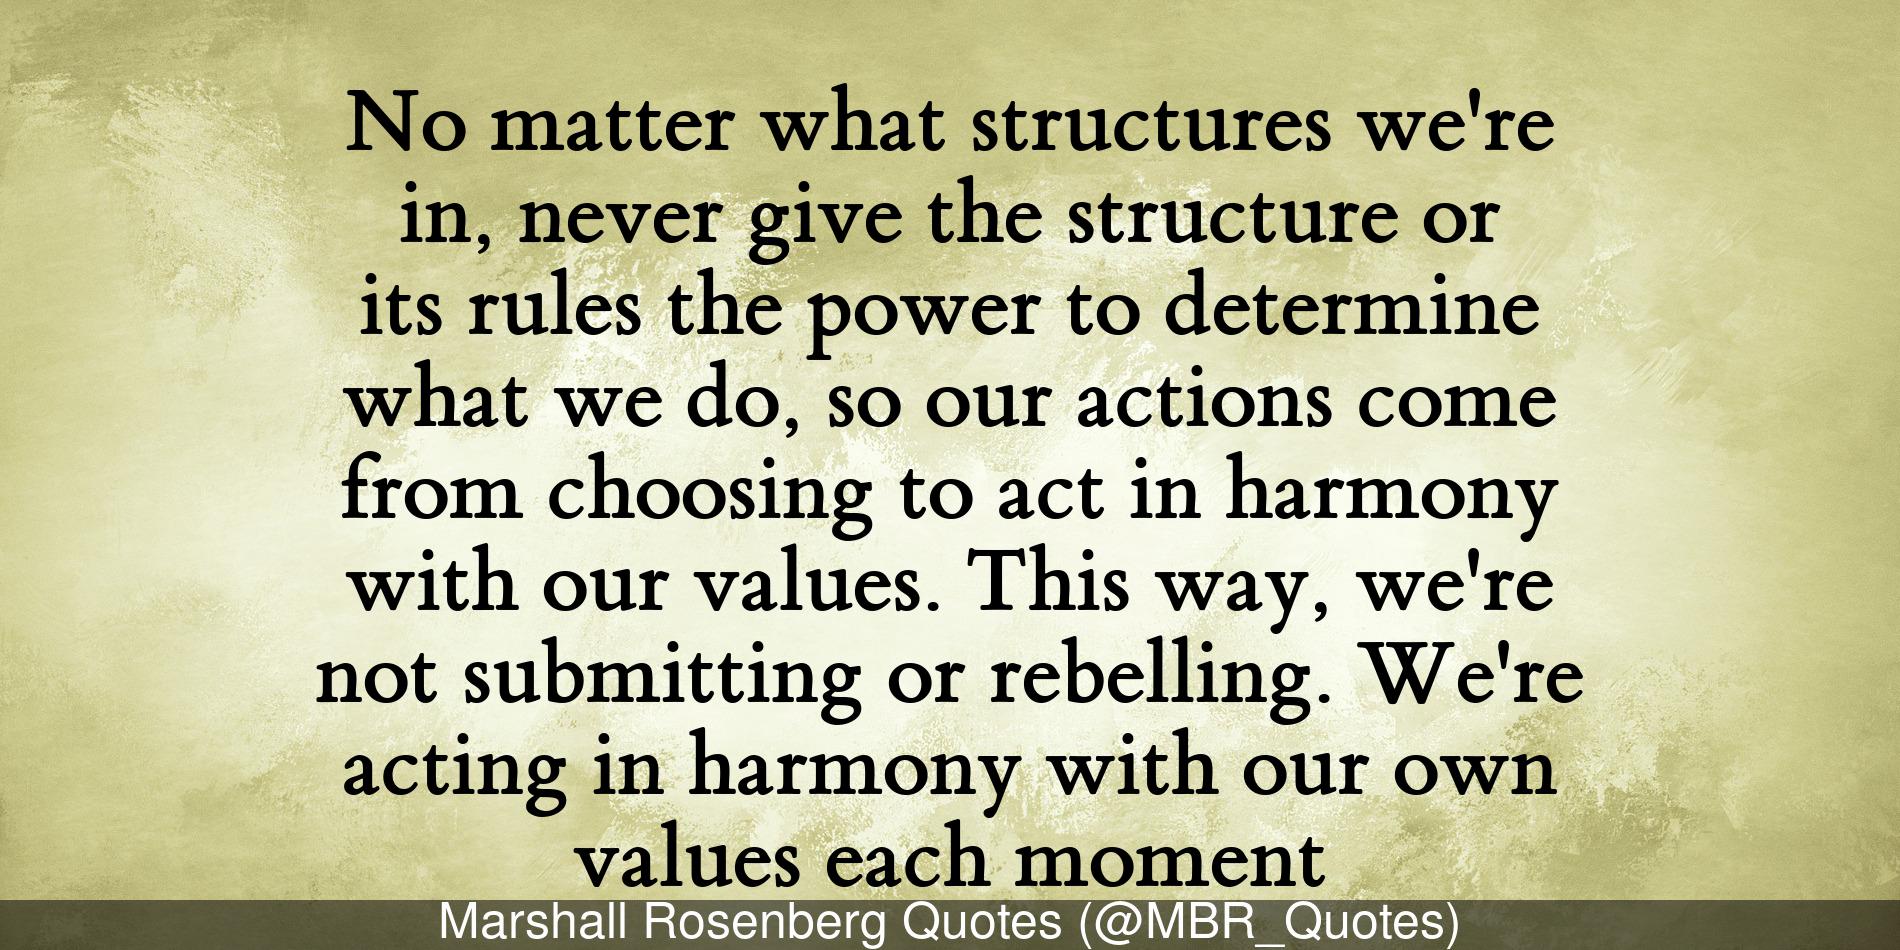 No matter what structures we're
in, never give the structure or
its rules the power to determine
what we do, so our actions come
from choosing to act in harmony
with our values. This way, we're
not submitting or rebelling. We're
acting in harmony with our own
values each moment
Marshall Rosenberg Quotes (@MBR_Quotes)